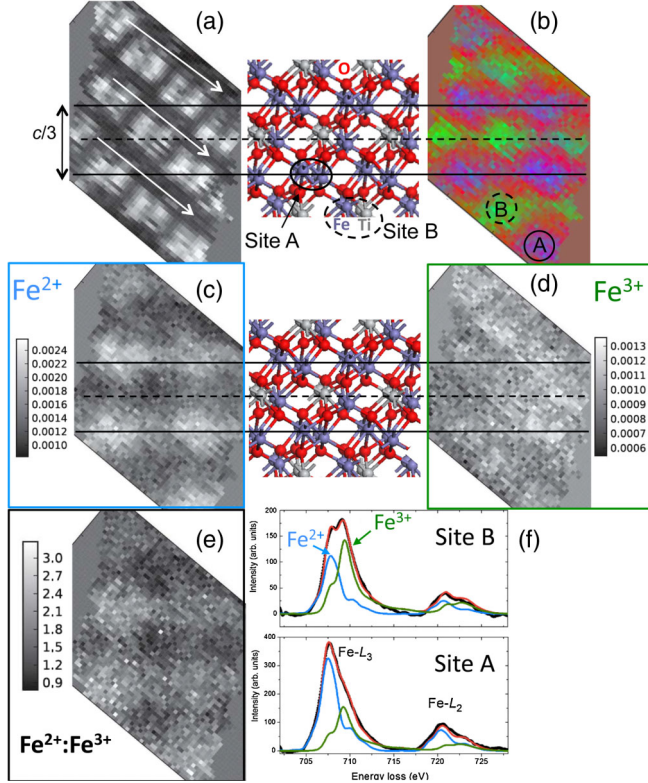 (a)
(b)
O
c/3
Site A
Fe Ti
Site B
B
A
Fe2+
(c)
(d)
Fe3+
0.0024
0.0022
0.0020
0.0018
0.0016
0.0014
0.0012
0.0010
0.0013
0.0012
0.0011
0.0010
0.0009
0.0008
0.0007
0.0006
(e)
3.0
2.7
2.4
2.1
1.8
1.5
1.2
0.9
Fe2+:Fe3+
(f)
Intensity (arb. units)
200
150
100
50
0
Fe2+
Fe3+
Site B
Intensity (arb. units)
400
300
200
100
0
Fe-L3
Site A
Fe-L2
705 710 715 720 725
Energy loss (eV)